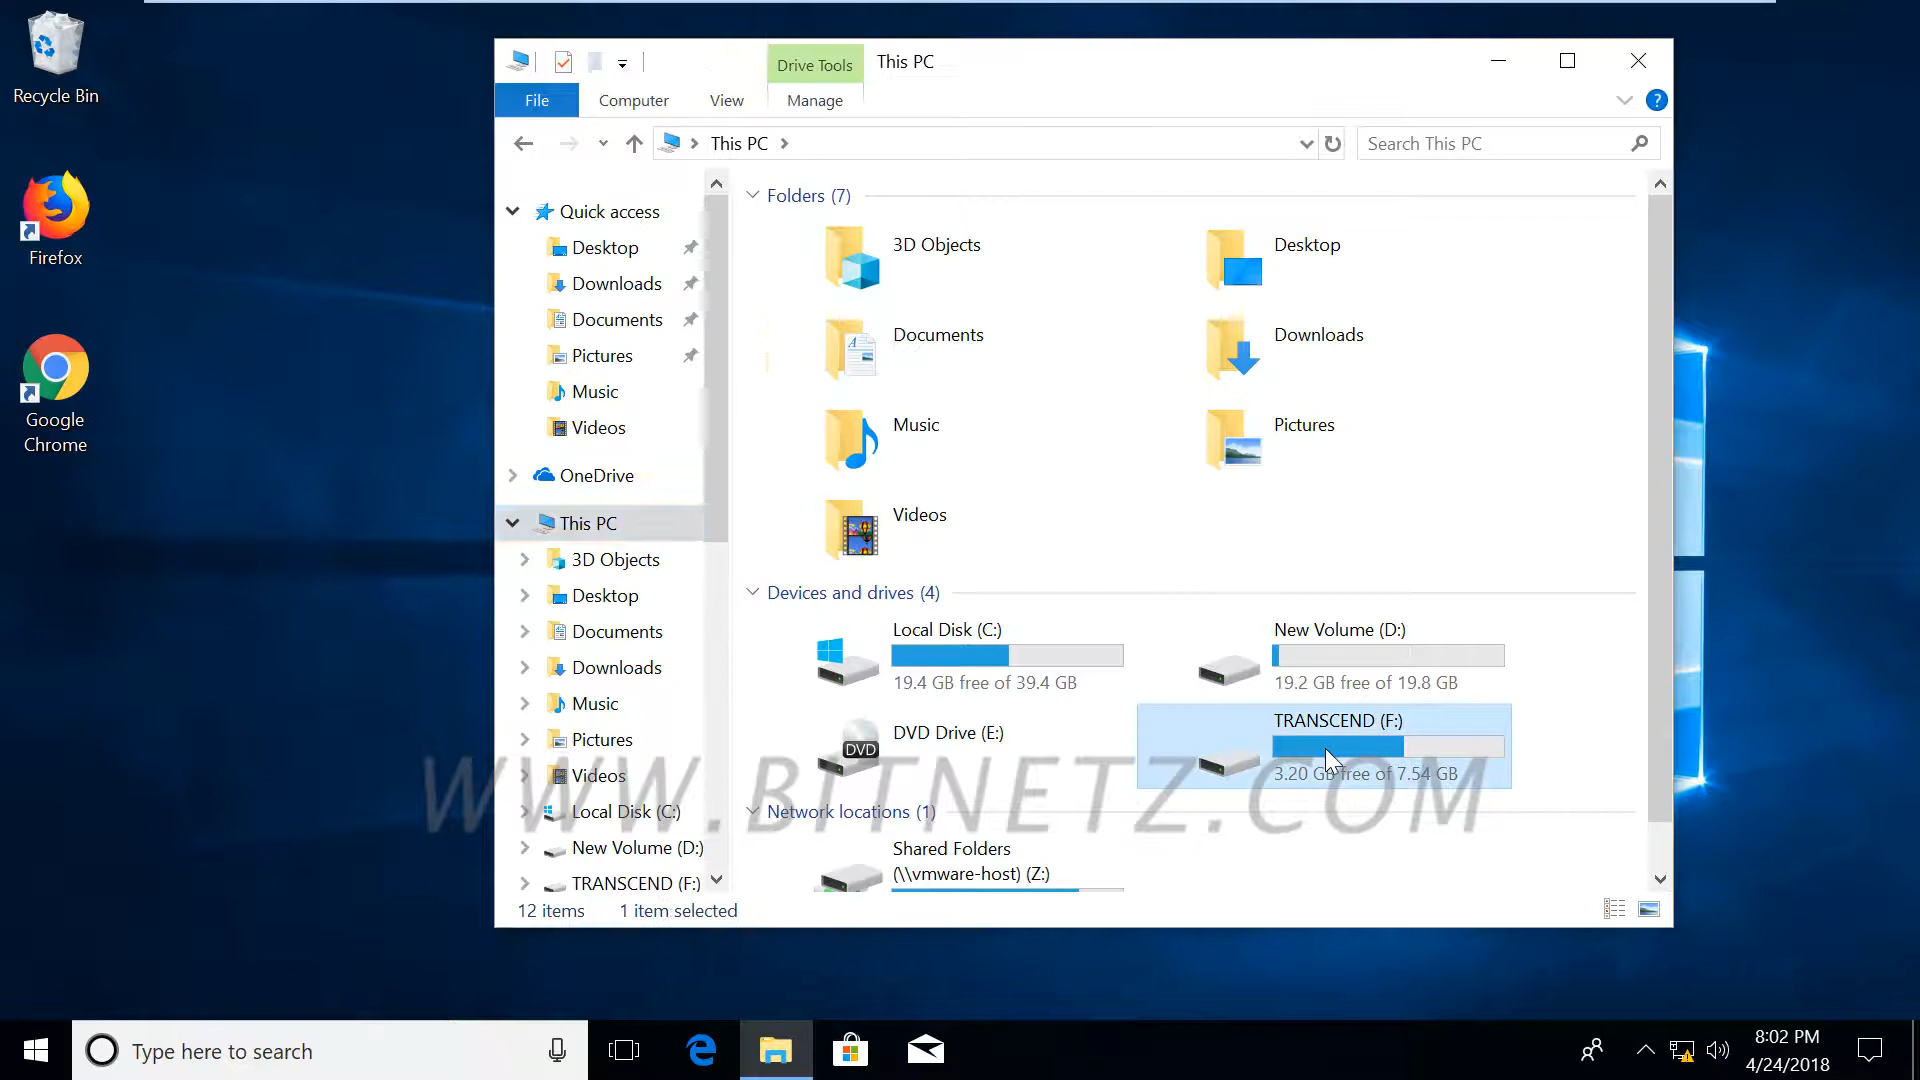 Recycle Bin
Firefox
Google
Chrome
Drive Tools
This PC
File
Computer
View
Manage
?
This PC
Search This PC
Quick access
Desktop
Downloads
Documents
Pictures
Music
Videos
OneDrive
This PC
3D Objects
Desktop
Documents
Downloads
Music
Pictures
Videos
Local Disk (C:)
New Volume (D:)
TRANSCEND (F:)
Folders (7)
3D Objects
Desktop
Documents
Downloads
Music
Pictures
Videos
Devices and drives (4)
Local Disk (C:)
19.4 GB free of 39.4 GB
New Volume (D:)
19.2 GB free of 19.8 GB
DVD
DVD Drive (E:)
TRANSCEND (F:)
3.20 GB free of 7.54 GB
WWW.BITNETZ.COM
Network locations (1)
Shared Folders
(\\vmware-host) (Z:)
12 items
1 item selected
Type here to search
8:02 PM
4/24/2018